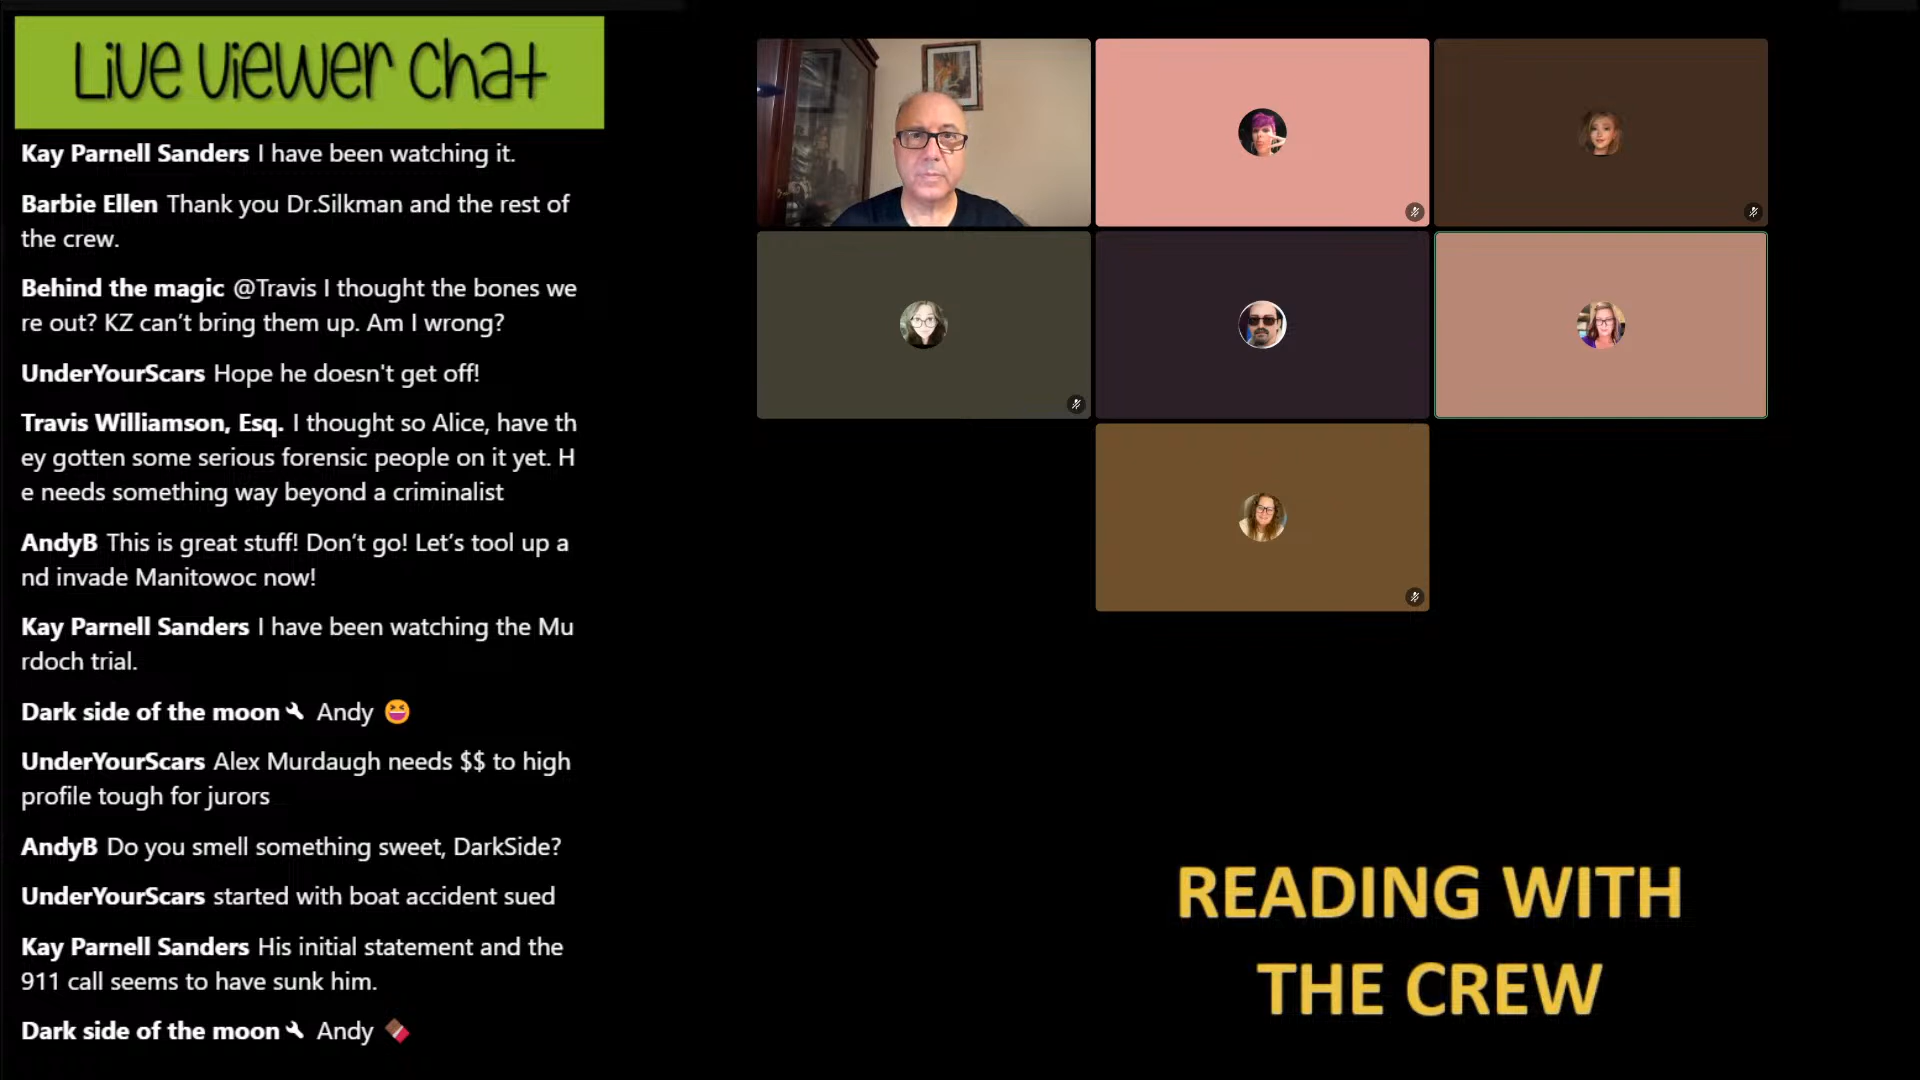 Live Viewer Chat
Kay Parnell Sanders I have been watching it.
Barbie Ellen Thank you Dr.Silkman and the rest of
the crew.
Behind the magic @Travis I thought the bones we
re out? KZ can’t bring them up. Am I wrong?
UnderYourScars Hope he doesn't get off!
Travis Williamson, Esq. I thought so Alice, have th
ey gotten some serious forensic people on it yet. H
e needs something way beyond a criminalist
AndyB This is great stuff! Don’t go! Let’s tool up a
nd invade Manitowoc now!
Kay Parnell Sanders I have been watching the Mu
rdoch trial.
Dark side of the moon Andy 😆
UnderYourScars Alex Murdaugh needs $$ to high
profile tough for jurors
AndyB Do you smell something sweet, DarkSide?
UnderYourScars started with boat accident sued
Kay Parnell Sanders His initial statement and the
911 call seems to have sunk him.
Dark side of the moon Andy 🍫
READING WITH
THE CREW